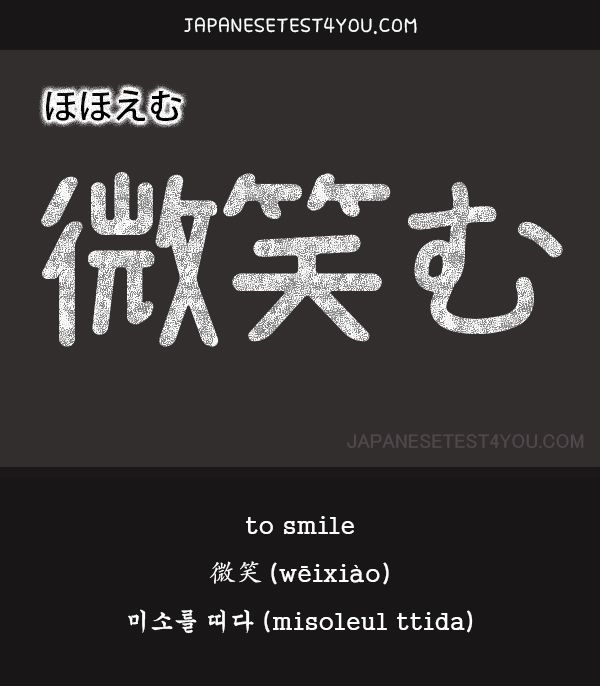 JAPANESETEST4YOU.COM
ほほえむ
微笑む
JAPANESETEST4YOU.COM
to smile
微笑 (wēixiào)
미소를 띠다 (misoleul ttida)